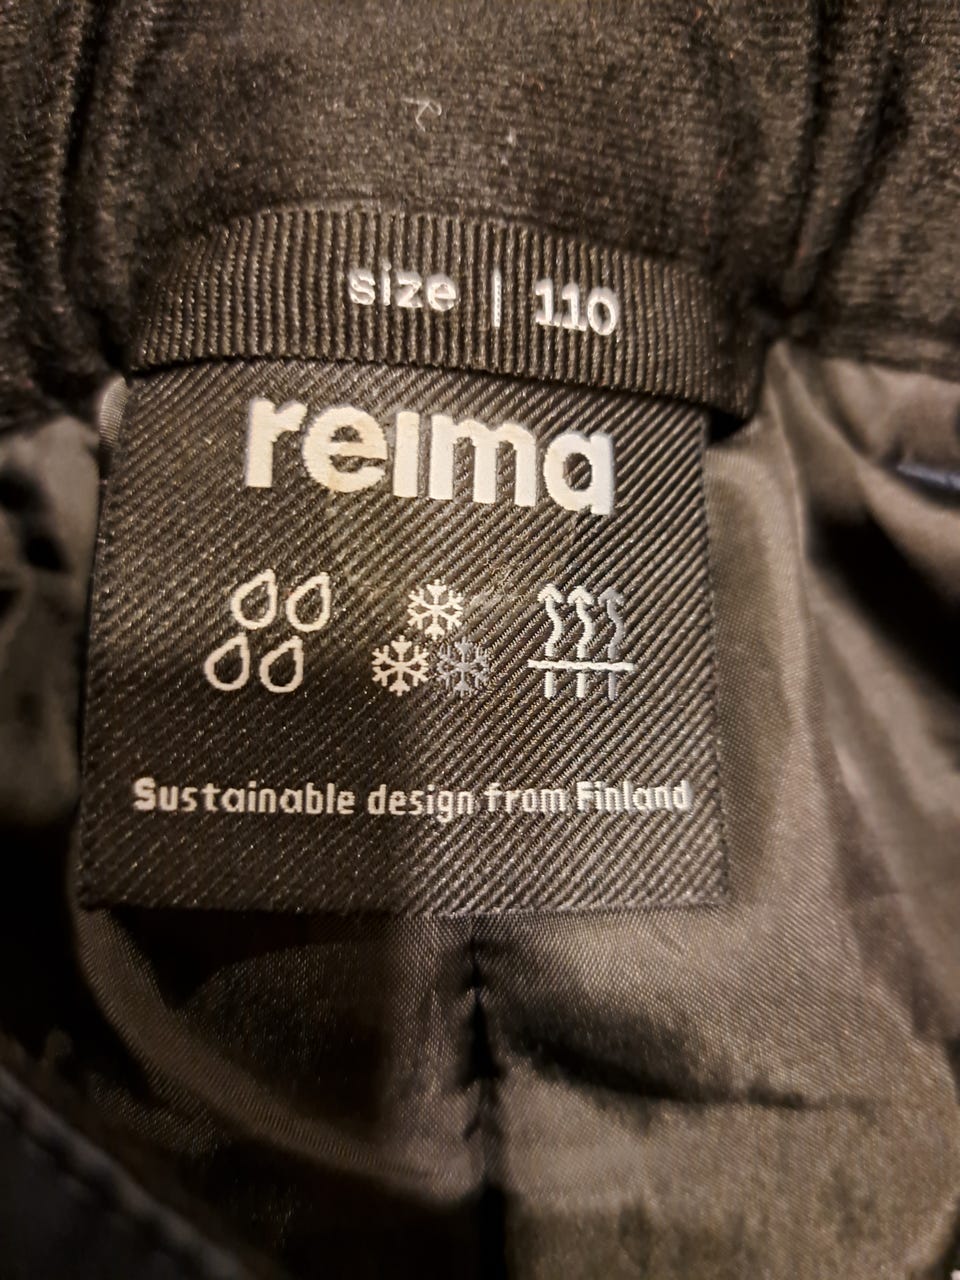 size | 110
reima
Sustainable design from Finland